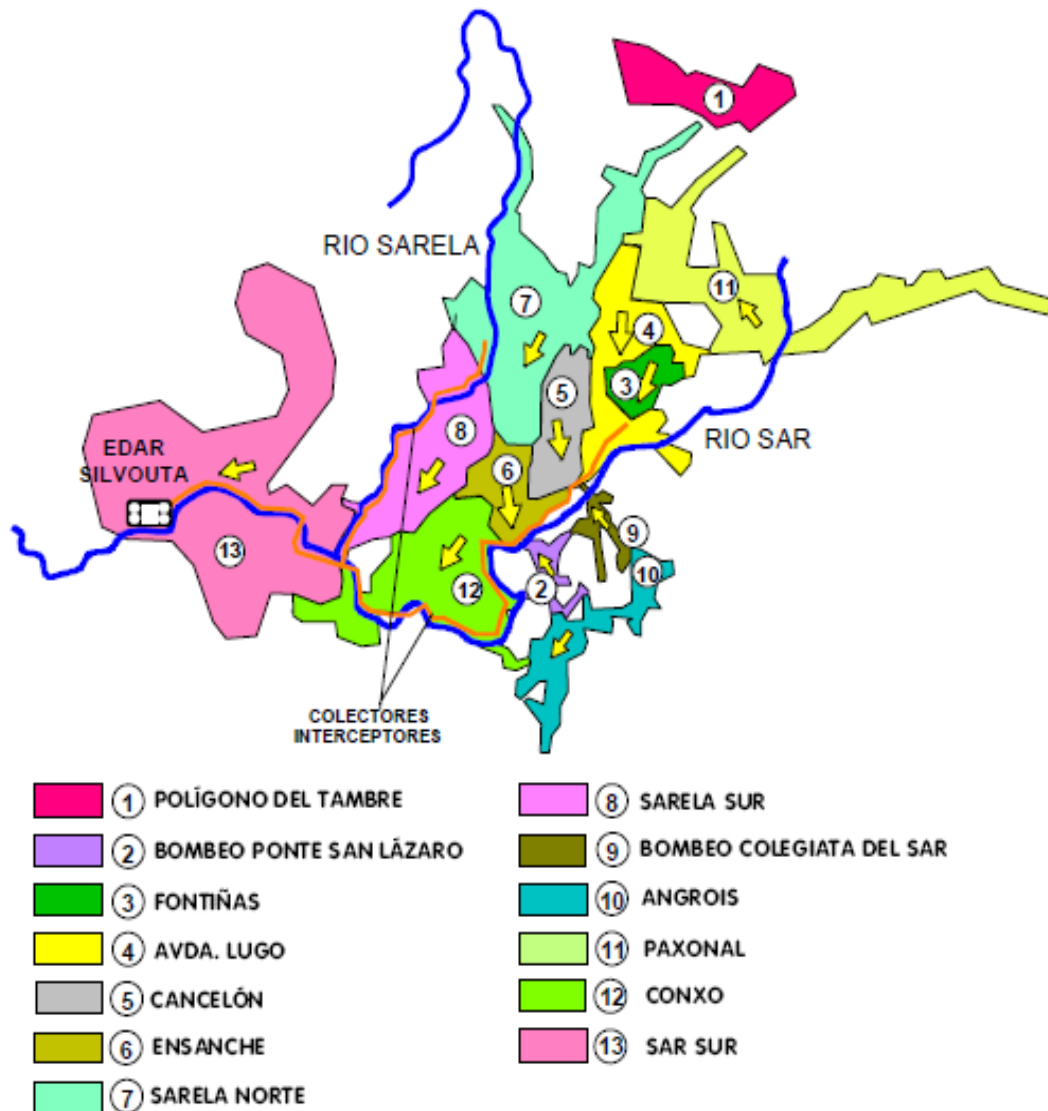 1
RIO SARELA
11
7
4
3
5
RIO SAR
8
EDAR
SILVOUTA
6
9
13
10
12
2
COLECTORES
INTERCEPTORES
1 POLÍGONO DEL TAMBRE
2 BOMBEO PONTE SAN LÁZARO
3 FONTIÑAS
4 AVDA. LUGO
5 CANCELÓN
6 ENSANCHE
7 SARELA NORTE
8 SARELA SUR
9 BOMBEO COLEGIATA DEL SAR
10 ANGROIS
11 PAXONAL
12 CONXO
13 SAR SUR